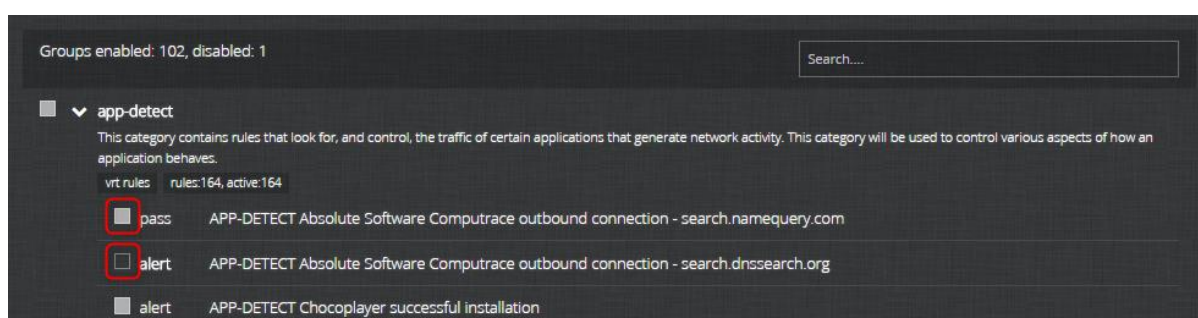 Groups enabled: 102, disabled: 1
Search....
app-detect
This category contains rules that look for, and control, the traffic of certain applications that generate network activity. This category will be used to control various aspects of how an
application behaves.
vrt rules rules:164, active:164
pass APP-DETECT Absolute Software Computrace outbound connection - search.namequery.com
alert APP-DETECT Absolute Software Computrace outbound connection - search.dnssearch.org
alert APP-DETECT Chocoplayer successful installation